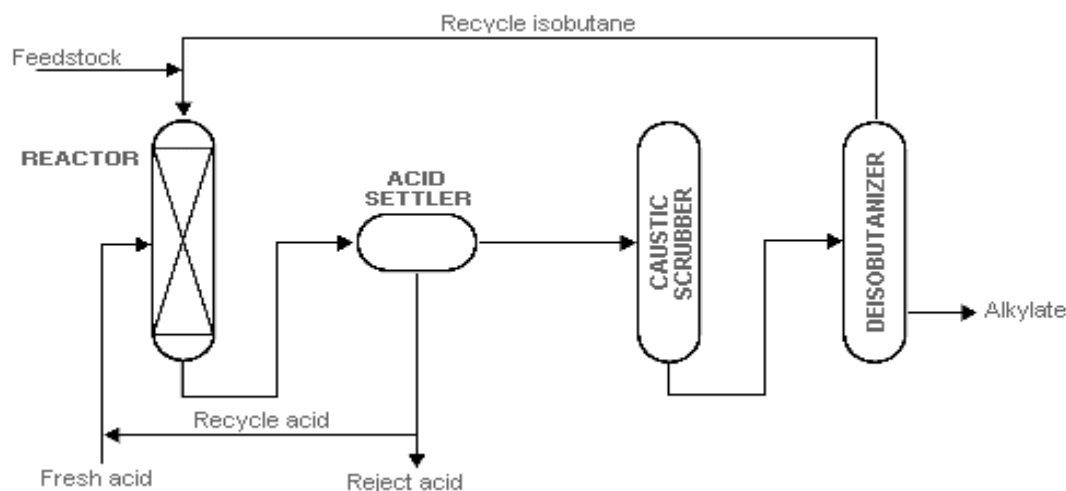 Recycle isobutane
Feedstock
REACTOR
ACID
SETTLER
CAUSTIC
SCRUBBER
DEISOBUTANIZER
Alkylate
Recycle acid
Fresh acid
Reject acid